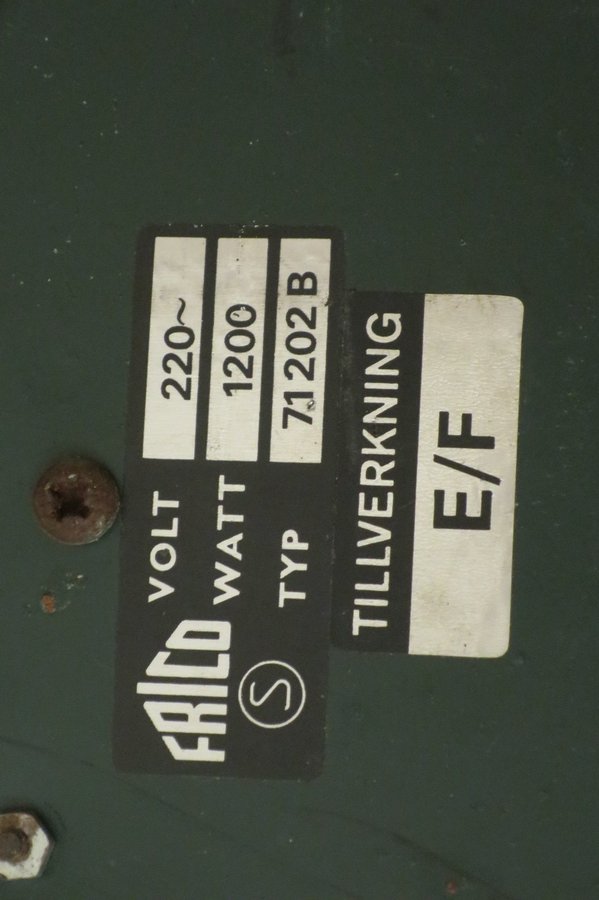 FRICO
VOLT 220~
WATT 1200
S
TYP 71202 B
TILLVERKNING
E/F